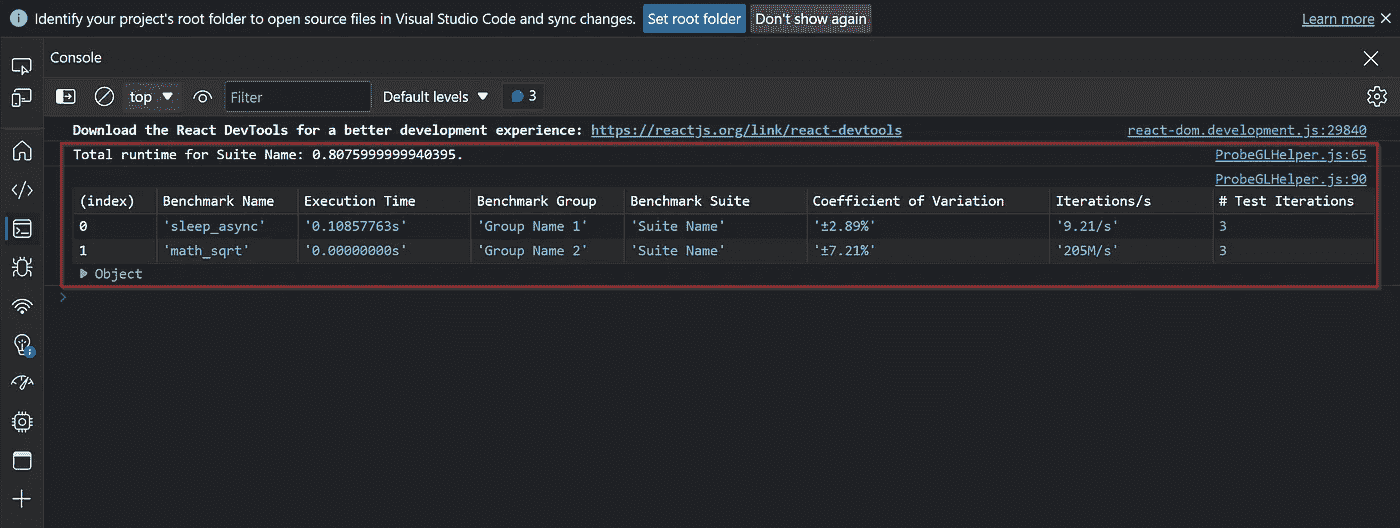 Identify your project's root folder to open source files in Visual Studio Code and sync changes. Set root folder Don't show again Learn more
Console
top Filter Default levels 3
Download the React DevTools for a better development experience: https://reactjs.org/link/react-devtools react-dom.development.js:29840
Total runtime for Suite Name: 0.8075999999940395. ProbeGLHelper.js:65
ProbeGLHelper.js:90
(index) Benchmark Name Execution Time Benchmark Group Benchmark Suite Coefficient of Variation Iterations/s # Test Iterations
0 'sleep_async' '0.10857763s' 'Group Name 1' 'Suite Name' '±2.89%' '9.21/s' 3
1 'math_sqrt' '0.00000000s' 'Group Name 2' 'Suite Name' '±7.21%' '205M/s' 3
Object